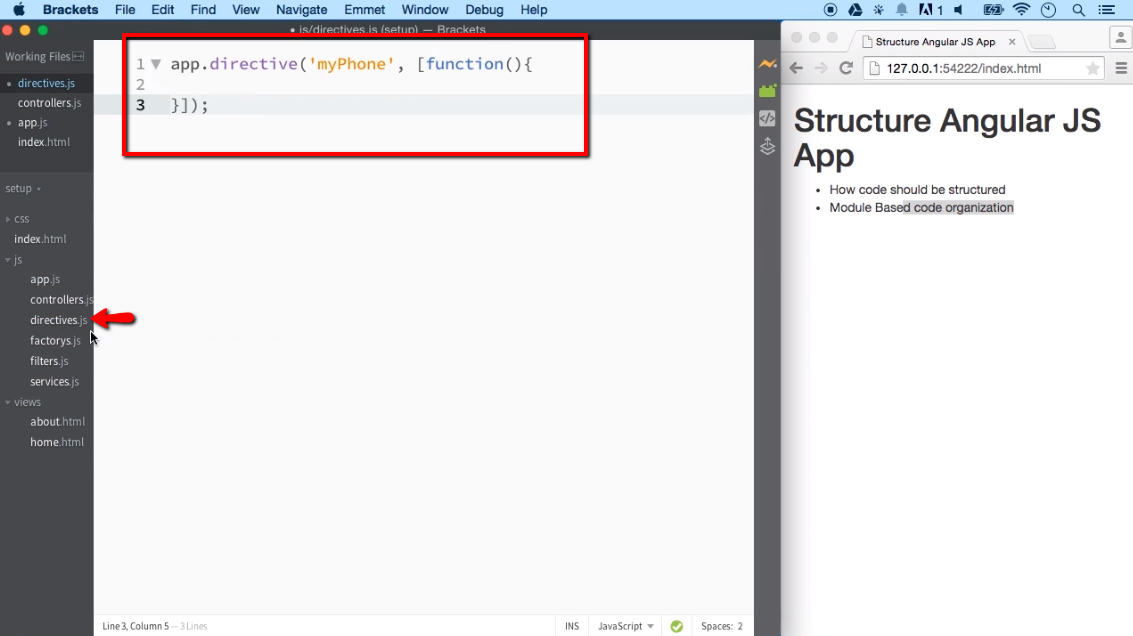 Brackets File Edit Find View Navigate Emmet Window Debug Help 1
• js/directives.js (setup) — Brackets
Working Files
directives.js
controllers.js
app.js
index.html
setup
css
index.html
js
app.js
controllers.js
directives.js
factorys.js
filters.js
services.js
views
about.html
home.html
1 app.directive('myPhone', [function(){
2
3 }]);
Line 3, Column 5 — 3 Lines
INS JavaScript Spaces: 2
Structure Angular JS App
127.0.0.1:54222/index.html
Structure Angular JS
App
• How code should be structured
• Module Based code organization